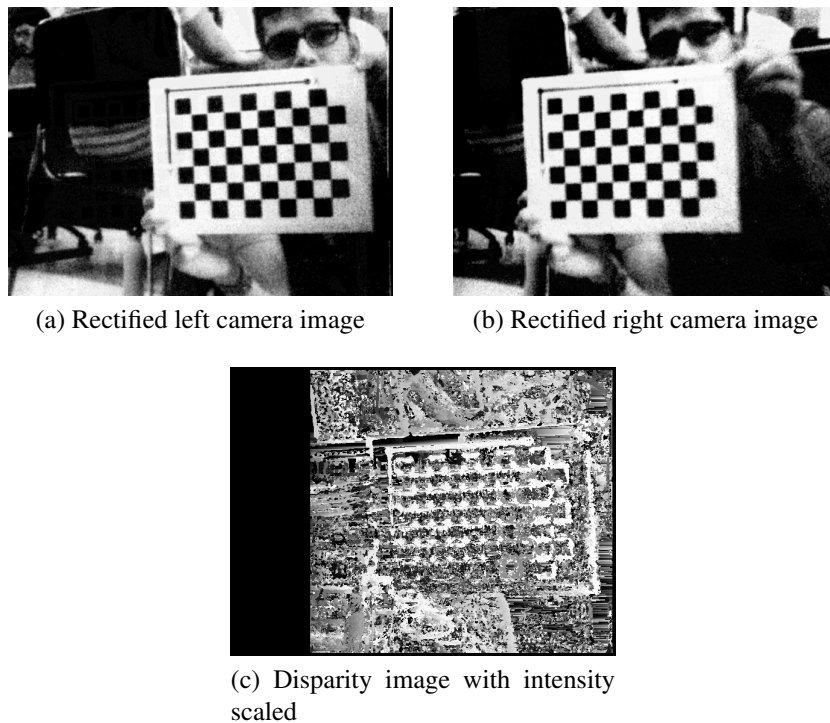 (a) Rectified left camera image
(b) Rectified right camera image
(c) Disparity image with intensity
scaled